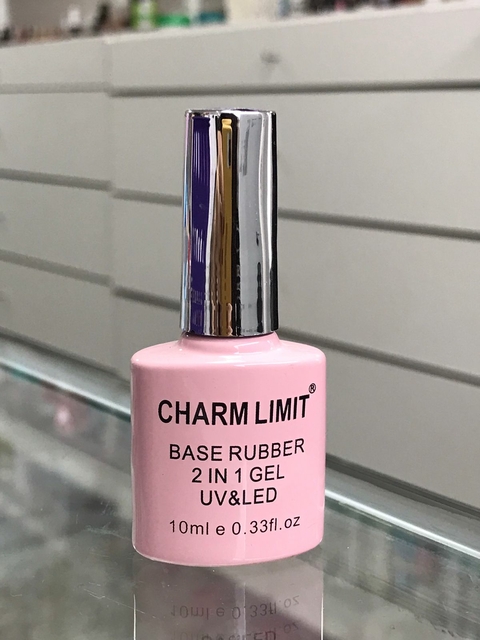 CHARM LIMIT®
BASE RUBBER
2 IN 1 GEL
UV&LED
10ml e 0.33fl.oz